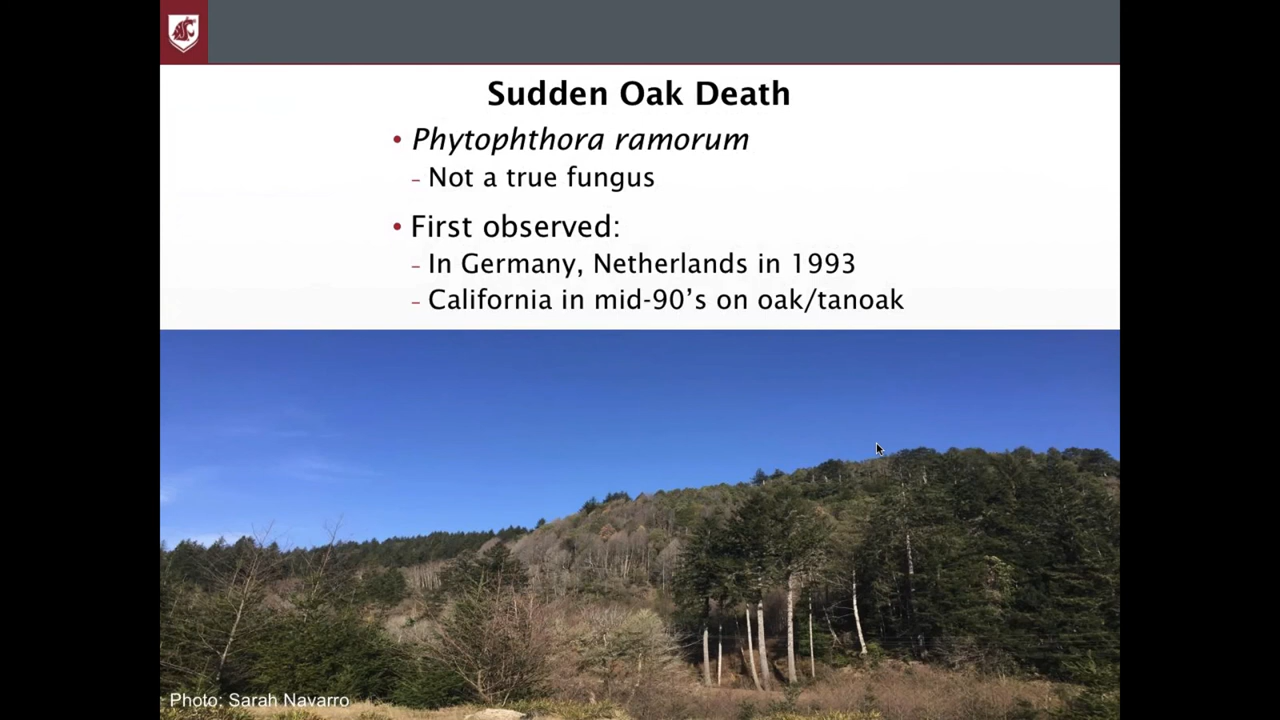 Sudden Oak Death
• Phytophthora ramorum
– Not a true fungus
• First observed:
– In Germany, Netherlands in 1993
– California in mid-90’s on oak/tanoak
Photo: Sarah Navarro